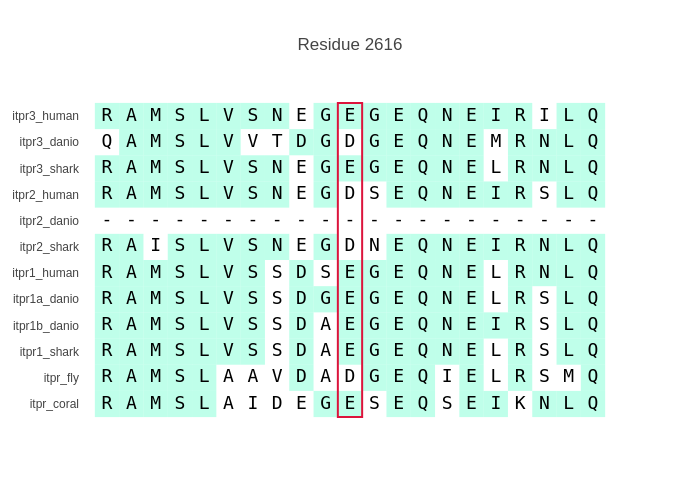 Residue 2616
itpr3_human R A M S L V S N E G E G E Q N E I R I L Q
itpr3_danio Q A M S L V V T D G D G E Q N E M R N L Q
itpr3_shark R A M S L V S N E G E G E Q N E L R N L Q
itpr2_human R A M S L V S N E G D S E Q N E I R S L Q
itpr2_danio - - - - - - - - - - - - - - - - - - - - -
itpr2_shark R A I S L V S N E G D N E Q N E I R N L Q
itpr1_human R A M S L V S S D S E G E Q N E L R N L Q
itpr1a_danio R A M S L V S S D G E G E Q N E L R S L Q
itpr1b_danio R A M S L V S S D A E G E Q N E I R S L Q
itpr1_shark R A M S L V S S D A E G E Q N E L R S L Q
itpr_fly R A M S L A A V D A D G E Q I E L R S M Q
itpr_coral R A M S L A I D E G E S E Q S E I K N L Q